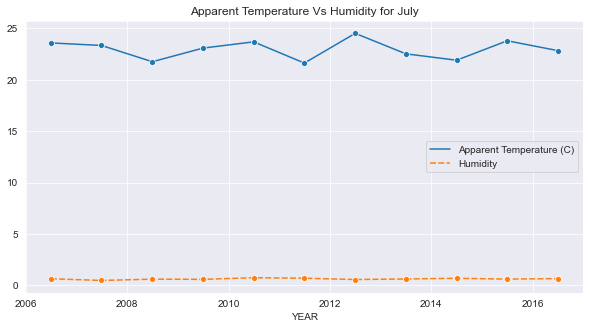 Apparent Temperature Vs Humidity for July
25
20
15
10
5
0
Apparent Temperature (C)
Humidity
2006 2008 2010 2012 2014 2016
YEAR